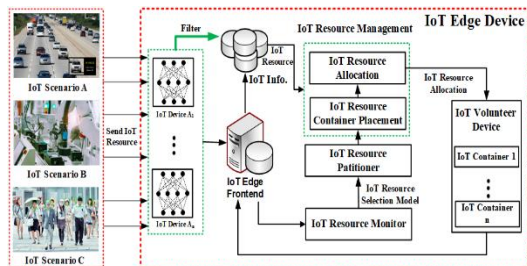 IoT Edge Device
Filter
IoT Resource Management
IoT
Resource
IoT Info.
IoT Resource
Allocation
IoT Resource
Allocation
IoT Scenario A
IoT Device A₁
IoT Resource
Container Placement
IoT Volunteer
Device
Send IoT
Resource
IoT Container 1
IoT Scenario B
IoT Edge
Frontend
IoT Resource
Patitioner
IoT Resource
Selection Model
IoT Container
n
IoT Device Aₙ
IoT Resource Monitor
IoT Scenario C